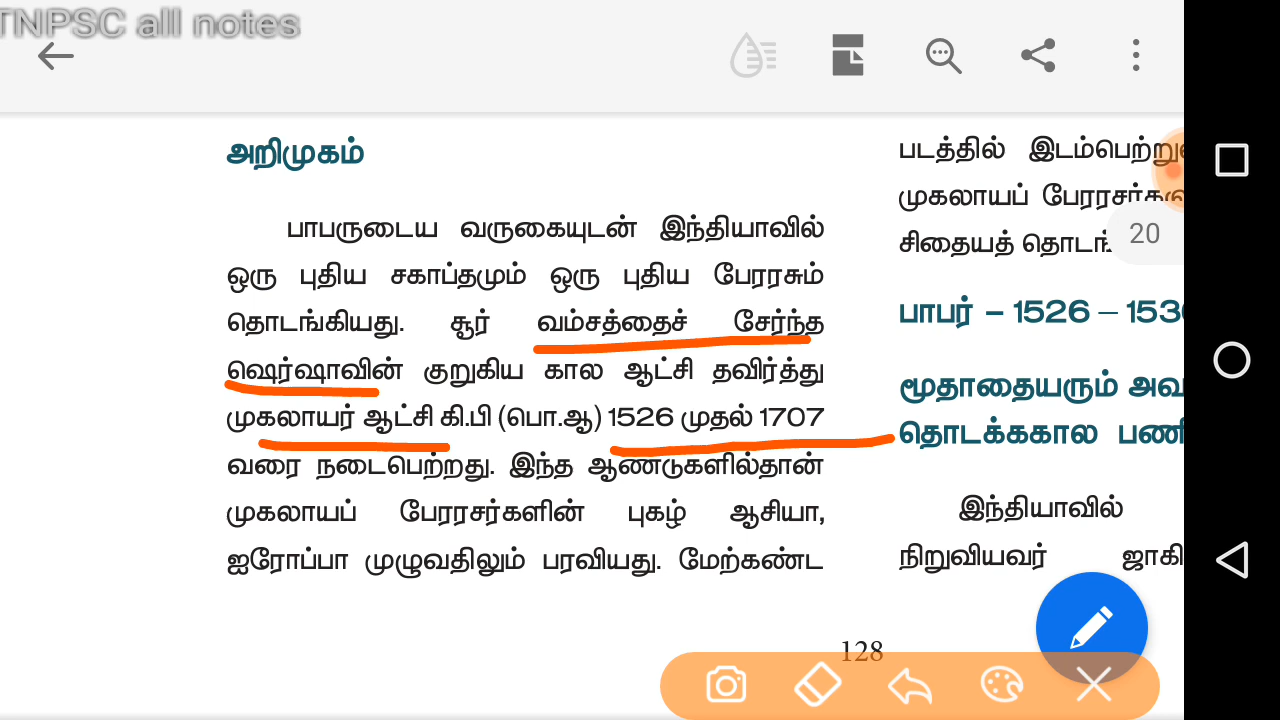 TNPSC all notes
அறிமுகம்
பாபருடைய வருகையுடன் இந்தியாவில்
ஒரு புதிய சகாப்தமும் ஒரு புதிய பேரரசும்
தொடங்கியது. சூர் வம்சத்தைச் சேர்ந்த
ஷெர்ஷாவின் குறுகிய கால ஆட்சி தவிர்த்து
முகலாயர் ஆட்சி கி.பி (பொ.ஆ) 1526 முதல் 1707
வரை நடைபெற்றது. இந்த ஆண்டுகளில்தான்
முகலாயப் பேரரசர்களின் புகழ் ஆசியா,
ஐரோப்பா முழுவதிலும் பரவியது. மேற்கண்ட
படத்தில்
முகலாயப்
சிதையத்
20
பாபர் – 1526 – 153
மூதாதையரும்
தொடக்ககால பணி
இந்தியாவில்
நிறுவியவர்
128